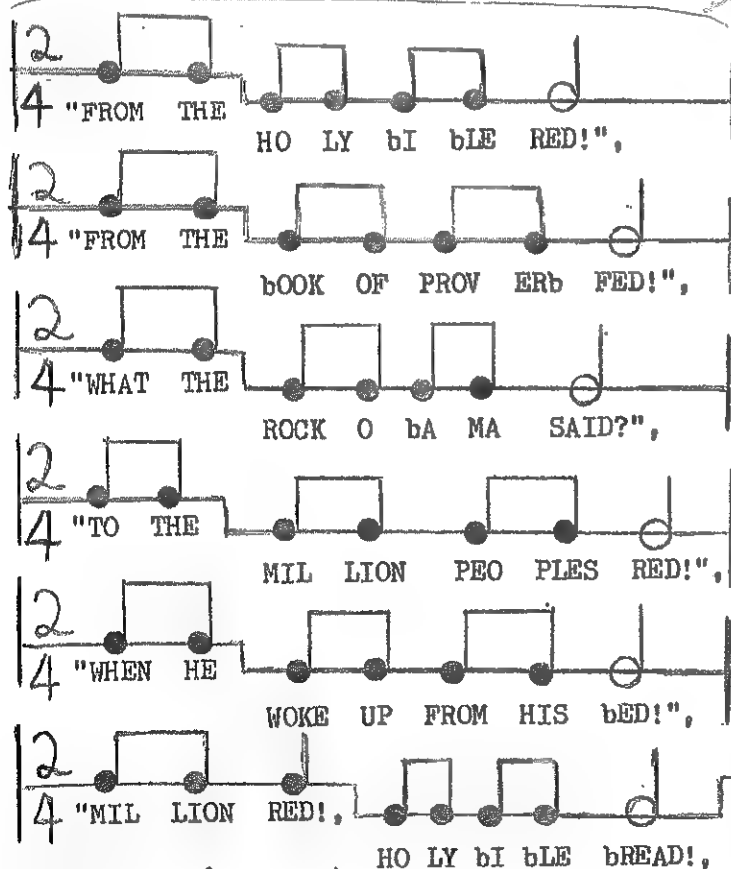 2
4 "FROM THE
HO LY bI bLE RED!",
2
4 "FROM THE
bOOK OF PROV ERb FED!",
2
4 "WHAT THE
ROCK O bA MA SAID?",
2
4 "TO THE
MIL LION PEO PLES RED!",
2
4 "WHEN HE
WOKE UP FROM HIS bED!",
2
4 "MIL LION RED!,
HO LY bI bLE bREAD!,